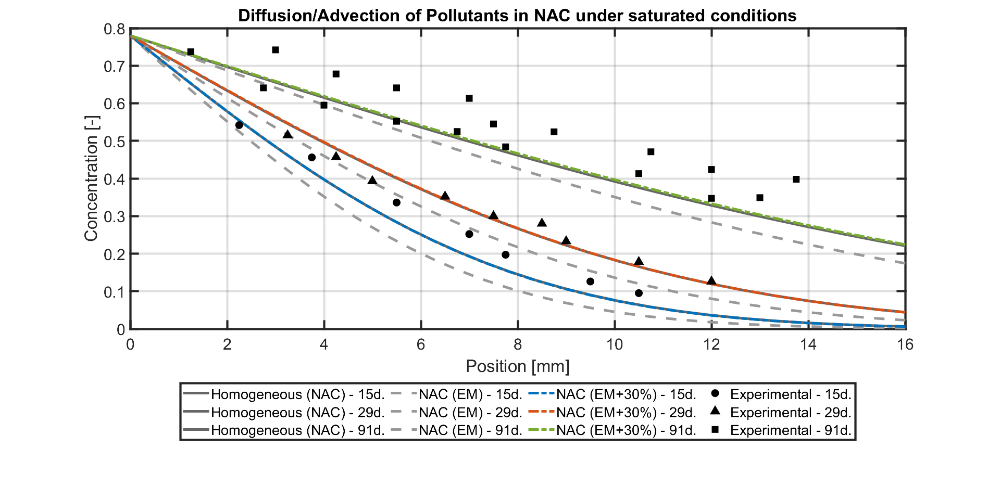 Diffusion/Advection of Pollutants in NAC under saturated conditions
0.8
0.7
0.6
0.5
0.4
0.3
0.2
0.1
0
Concentration [-]
0 2 4 6 8 10 12 14 16
Position [mm]
Homogeneous (NAC) - 15d. NAC (EM) - 15d. NAC (EM+30%) - 15d. Experimental - 15d.
Homogeneous (NAC) - 29d. NAC (EM) - 29d. NAC (EM+30%) - 29d. Experimental - 29d.
Homogeneous (NAC) - 91d. NAC (EM) - 91d. NAC (EM+30%) - 91d. Experimental - 91d.